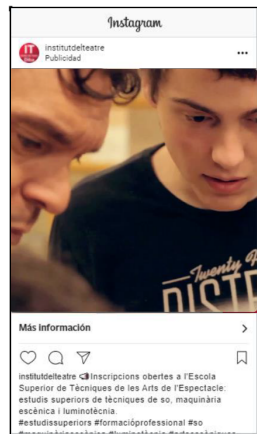 Instagram
IT
institutdelteatre
Publicidad
Twenty
DISTR
Más información
institutdelteatre Inscripcions obertes a l'Escola
Superior de Tècniques de les Arts de l'Espectacle:
estudis superiors de tècniques de so, maquinària
escènica i luminotècnia.
#estudissuperiors #formacióprofessional #so